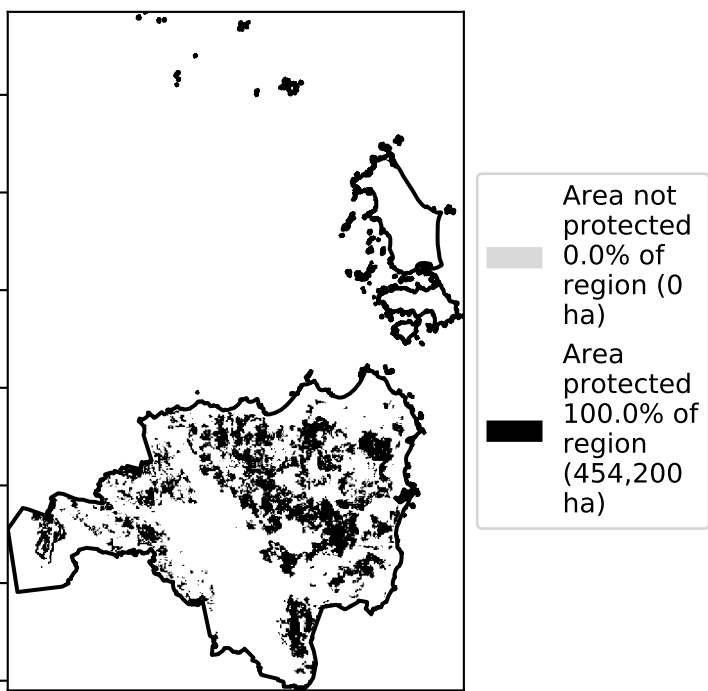 Area not
protected
0.0% of
region (0
ha)
Area
protected
100.0% of
region
(454,200
ha)